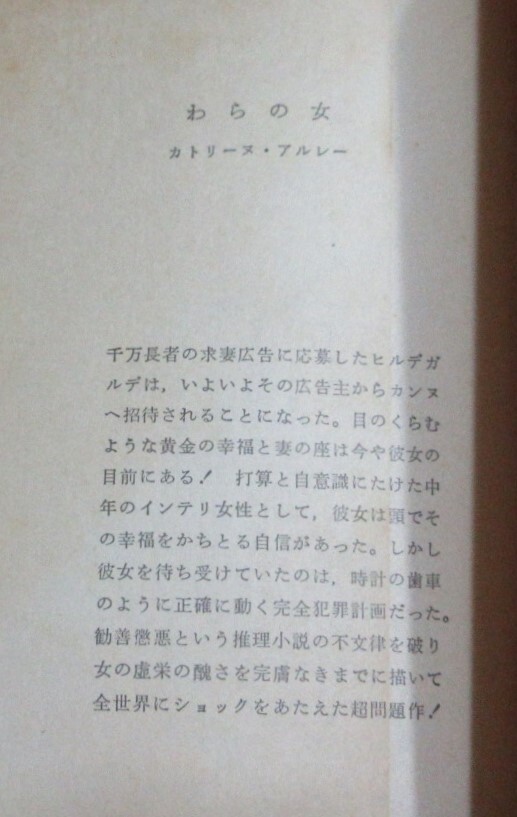 わらの女
カトリーヌ・アルレー
千万長者の求妻広告に応募したヒルデガ
ルデは，いよいよその広告主からカンヌ
へ招待されることになった。目のくらむ
ような黄金の幸福と妻の座は今や彼女の
目前にある！　打算と自意識にたけた中
年のインテリ女性として，彼女は頭でそ
の幸福をかちとる自信があった。しかし
彼女を待ち受けていたのは，時計の歯車
のように正確に動く完全犯罪計画だった。
勧善懲悪という推理小説の不文律を破り
女の虚栄の醜さを完膚なきまでに描いて
全世界にショックをあたえた超問題作！